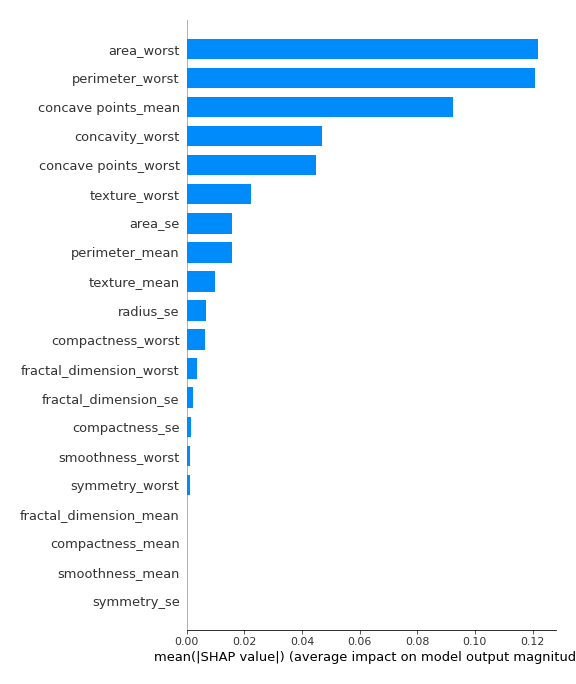 area_worst
perimeter_worst
concave points_mean
concavity_worst
concave points_worst
texture_worst
area_se
perimeter_mean
texture_mean
radius_se
compactness_worst
fractal_dimension_worst
fractal_dimension_se
compactness_se
smoothness_worst
symmetry_worst
fractal_dimension_mean
compactness_mean
smoothness_mean
symmetry_se
0.00 0.02 0.04 0.06 0.08 0.10 0.12
mean(|SHAP value|) (average impact on model output magnitud